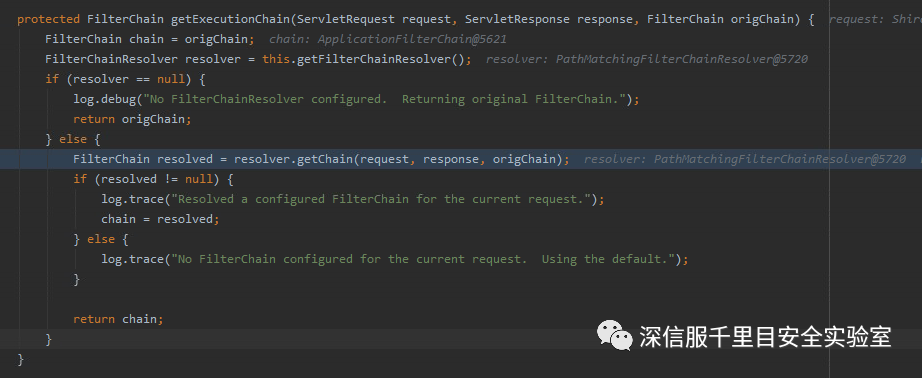 protected FilterChain getExecutionChain(ServletRequest request, ServletResponse response, FilterChain origChain) { request: Shir
FilterChain chain = origChain; chain: ApplicationFilterChain@5621
FilterChainResolver resolver = this.getFilterChainResolver(); resolver: PathMatchingFilterChainResolver@5720
if (resolver == null) {
log.debug("No FilterChainResolver configured.  Returning original FilterChain.");
return origChain;
} else {
FilterChain resolved = resolver.getChain(request, response, origChain); resolver: PathMatchingFilterChainResolver@5720
if (resolved != null) {
log.trace("Resolved a configured FilterChain for the current request.");
chain = resolved;
} else {
log.trace("No FilterChain configured for the current request.  Using the default.");
}
return chain;
}
}
深信服千里目安全实验室